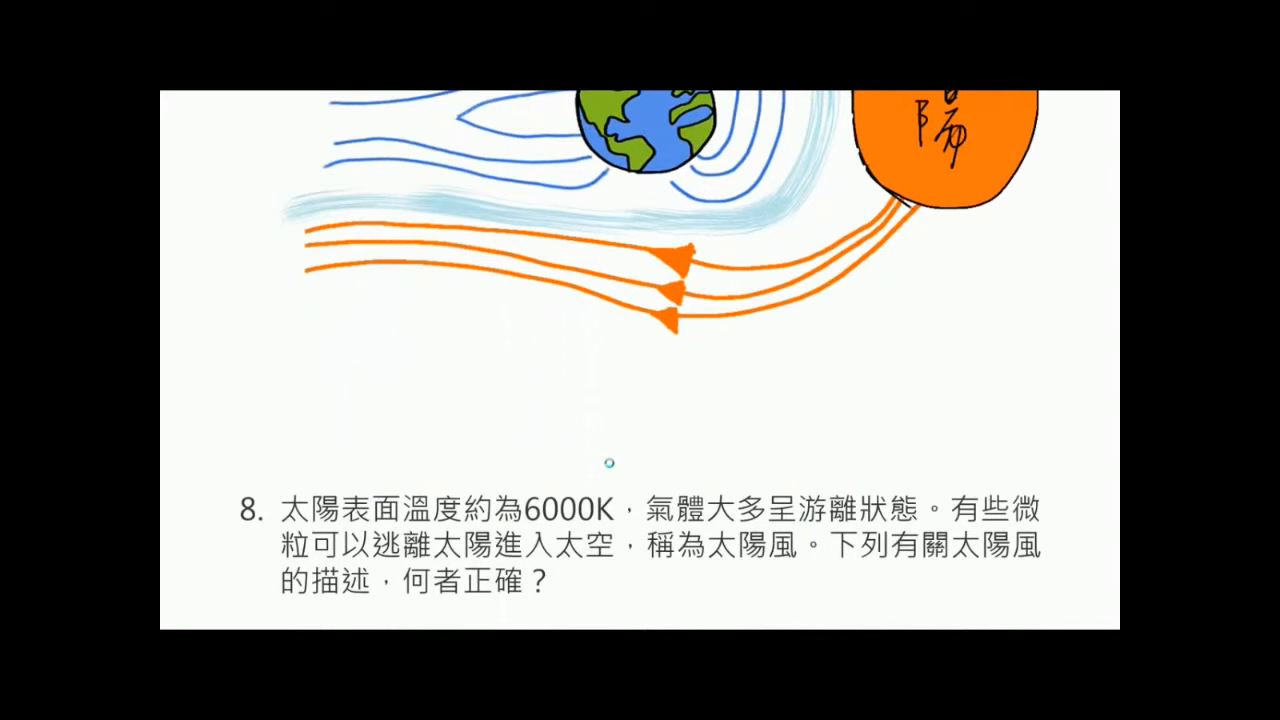 陽
8. 太陽表面溫度約為6000K，氣體大多呈游離狀態。有些微
粒可以逃離太陽進入太空，稱為太陽風。下列有關太陽風
的描述，何者正確？